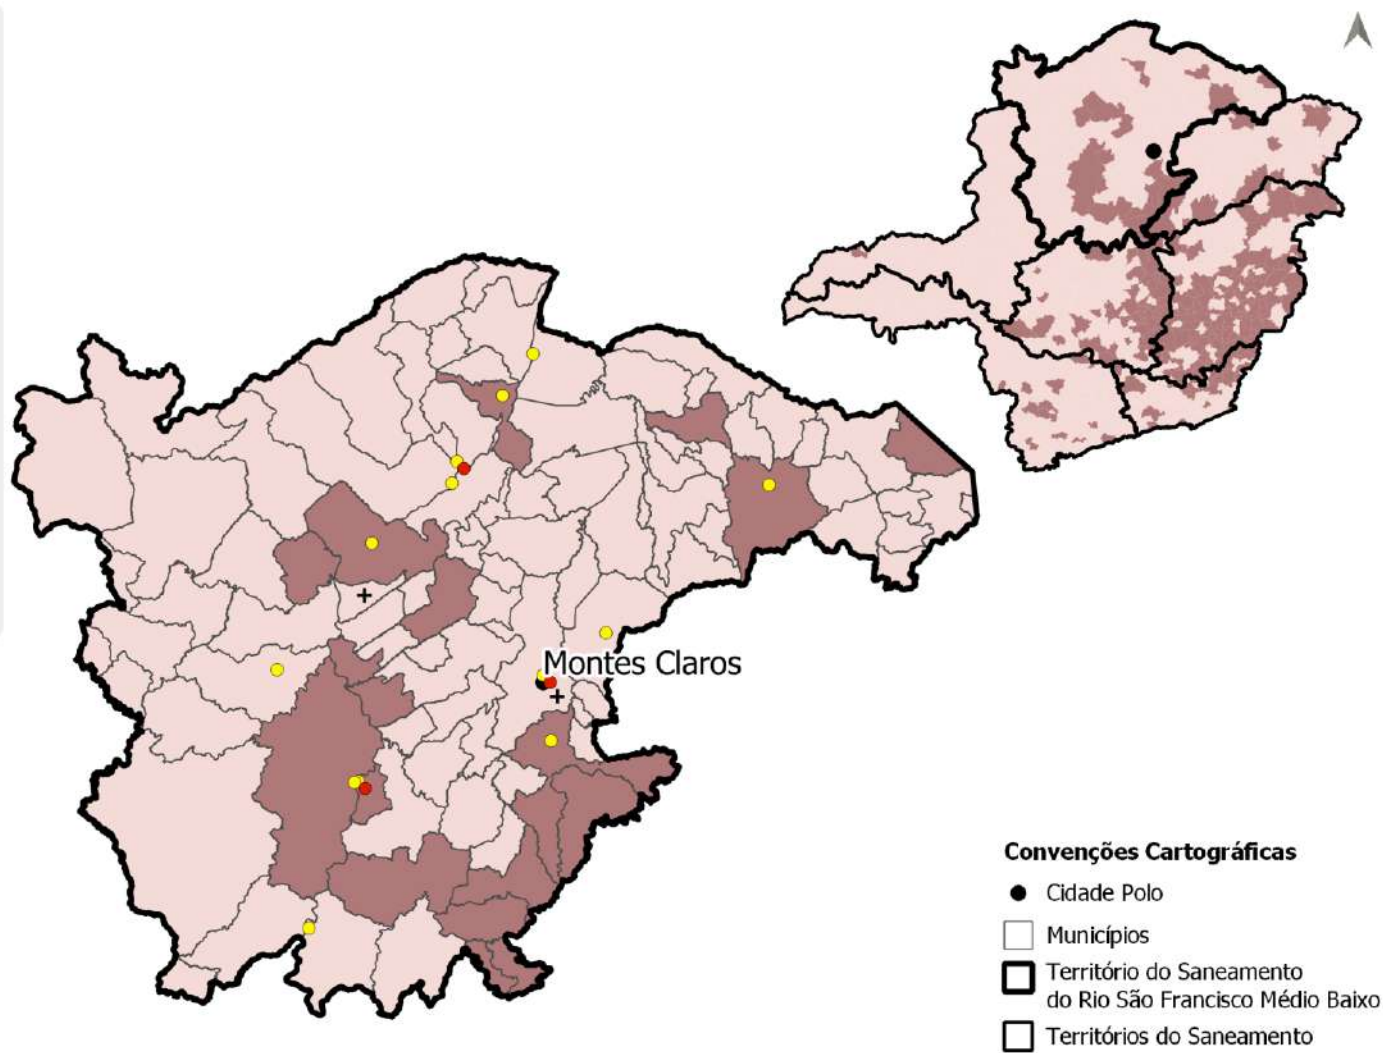 Montes Claros
Convenções Cartográficas
Cidade Polo
Municípios
Território do Saneamento
do Rio São Francisco Médio Baixo
Territórios do Saneamento